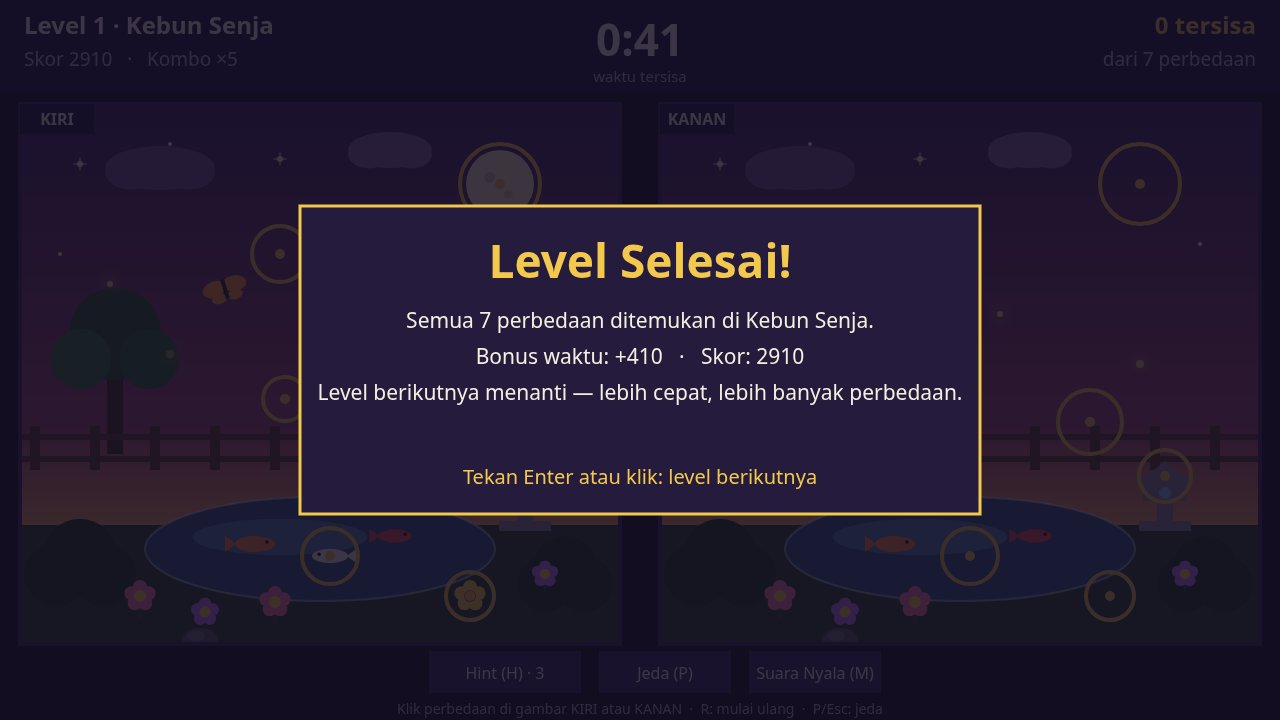 Level 1 · Kebun Senja
Skor 2910 · Kombo ×5
0:41
waktu tersisa
0 tersisa
dari 7 perbedaan
KIRI
KANAN
Level Selesai!
Semua 7 perbedaan ditemukan di Kebun Senja.
Bonus waktu: +410 · Skor: 2910
Level berikutnya menanti — lebih cepat, lebih banyak perbedaan.
Tekan Enter atau klik: level berikutnya
Hint (H) · 3
Jeda (P)
Suara Nyala (M)
Klik perbedaan di gambar KIRI atau KANAN · R: mulai ulang · P/Esc: jeda